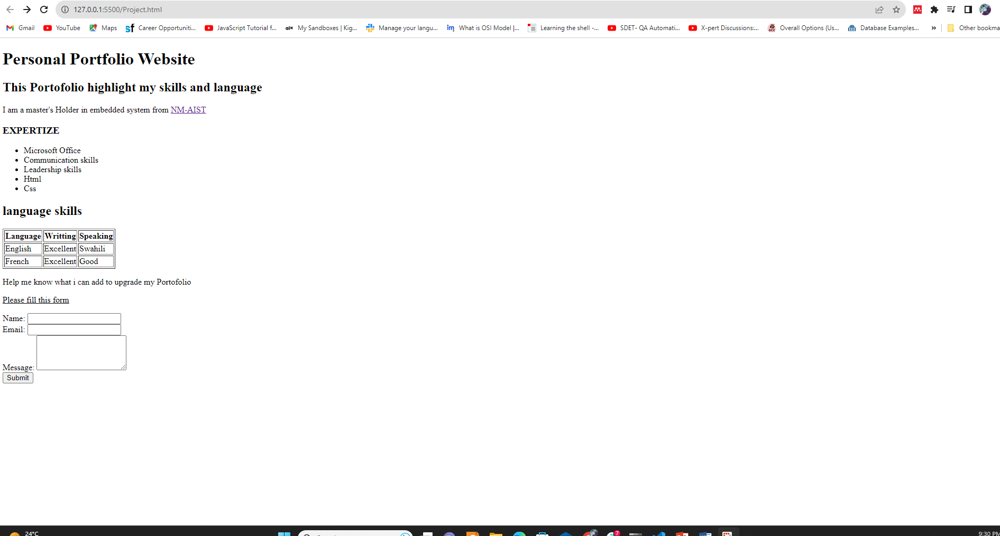 127.0.0.1:5500/Project.html
Gmail YouTube Maps Career Opportuniti... JavaScript Tutorial f... My Sandboxes | Kig... Manage your langu... What is OSI Model |... Learning the shell -... SDET- QA Automati... X-pert Discussions:... Overall Options (Us... Database Examples... » Other bookma
Personal Portfolio Website
This Portofolio highlight my skills and language
I am a master's Holder in embedded system from NM-AIST
EXPERTIZE
Microsoft Office
Communication skills
Leadership skills
Html
Css
language skills
Language Writting Speaking
English Excellent Swahili
French Excellent Good
Help me know what i can add to upgrade my Portofolio
Please fill this form
Name:
Email:
Message:
Submit
24°C 7 9:30 PM